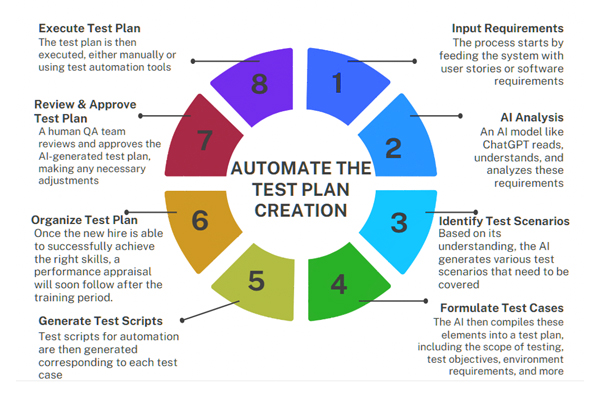 Execute Test Plan
The test plan is then
executed, either manually or
using test automation tools
Input Requirements
The process starts by
feeding the system with
user stories or software
requirements
Review & Approve
Test Plan
A human QA team
reviews and approves the
AI-generated test plan,
making any necessary
adjustments
AI Analysis
An AI model like
ChatGPT reads,
understands, and
analyzes these
requirements
8
1
7
2
AUTOMATE THE
TEST PLAN
CREATION
6
3
5
4
Organize Test Plan
Once the new hire is able
to successfully achieve
the right skills, a
performance appraisal
will soon follow after the
training period.
Identify Test Scenarios
Based on its
understanding, the AI
generates various test
scenarios that need to be
covered
Generate Test Scripts
Test scripts for automation
are then generated
corresponding to each test
case
Formulate Test Cases
The AI then compiles these
elements into a test plan,
including the scope of testing,
test objectives, environment
requirements, and more